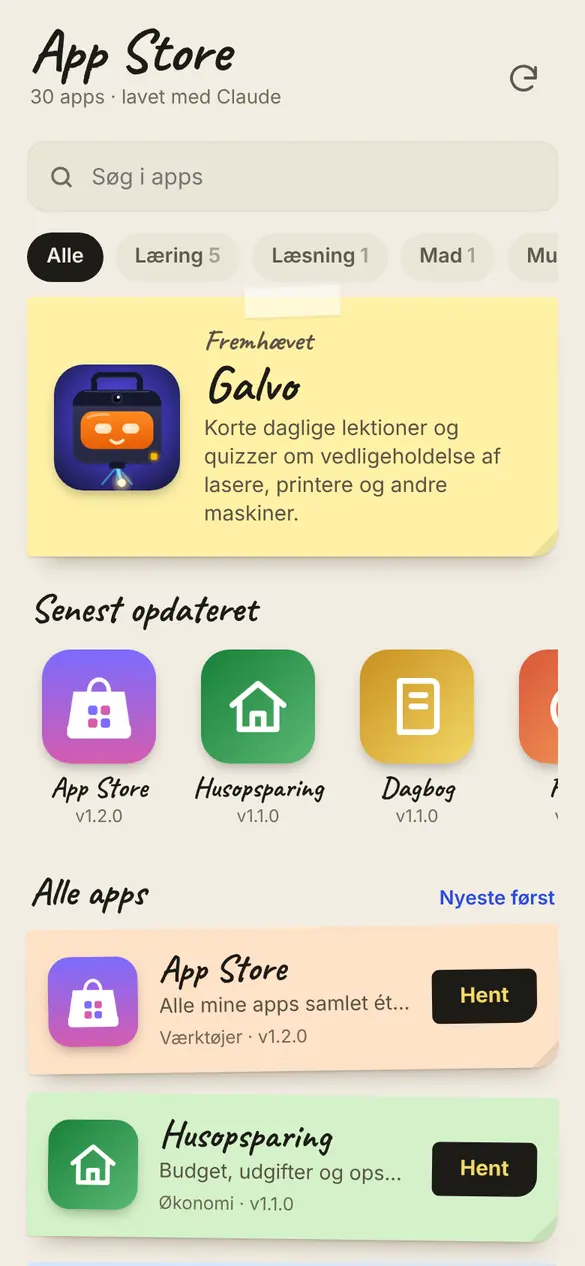 App Store
30 apps · lavet med Claude
Søg i apps
Alle
Læring 5
Læsning 1
Mad 1
Mu
Fremhævet
Galvo
Korte daglige lektioner og
quizzer om vedligeholdelse af
lasere, printere og andre
maskiner.
Senest opdateret
App Store
v1.2.0
Husopsparing
v1.1.0
Dagbog
v1.1.0
Alle apps
Nyeste først
App Store
Alle mine apps samlet ét...
Værktøjer · v1.2.0
Hent
Husopsparing
Budget, udgifter og ops...
Økonomi · v1.1.0
Hent